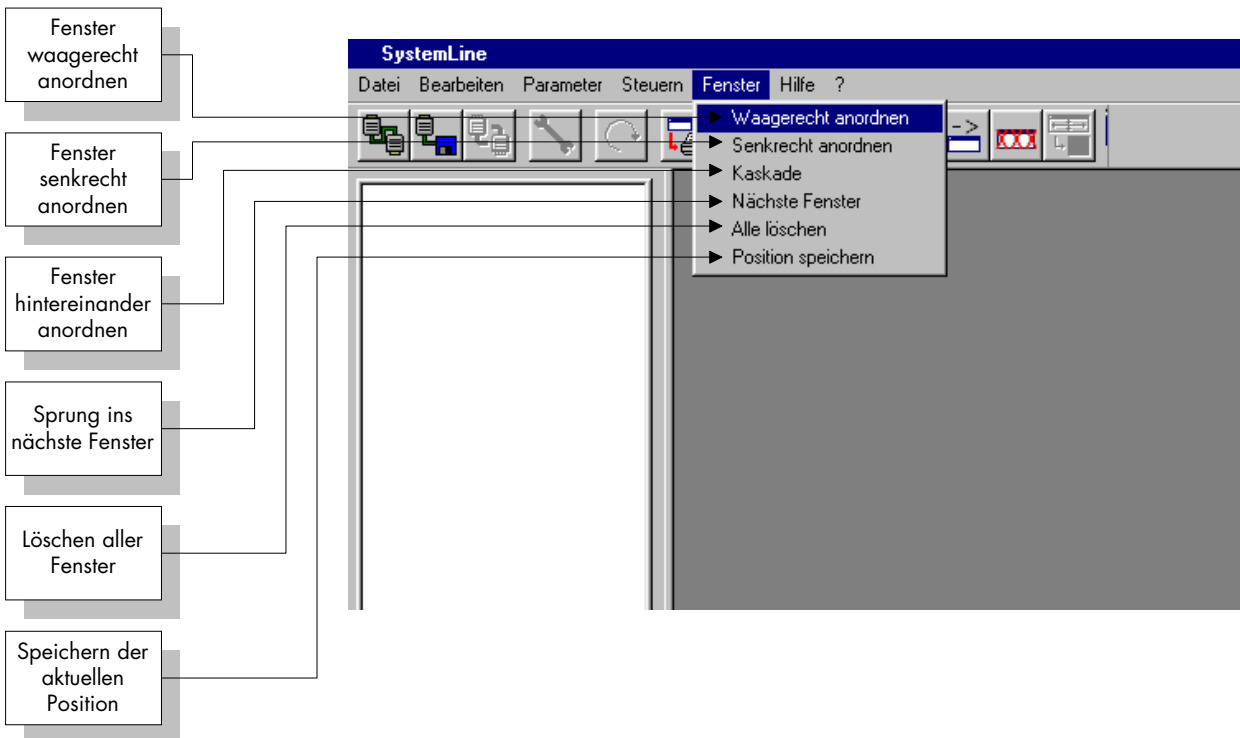 Fenster
waagerecht
anordnen
Fenster
senkrecht
anordnen
Fenster
hintereinander
anordnen
Sprung ins
nächste Fenster
Löschen aller
Fenster
Speichern der
aktuellen
Position
SystemLine
Datei Bearbeiten Parameter Steuern Fenster Hilfe ?
Waagerecht anordnen
Senkrecht anordnen
Kaskade
Nächste Fenster
Alle löschen
Position speichern
->